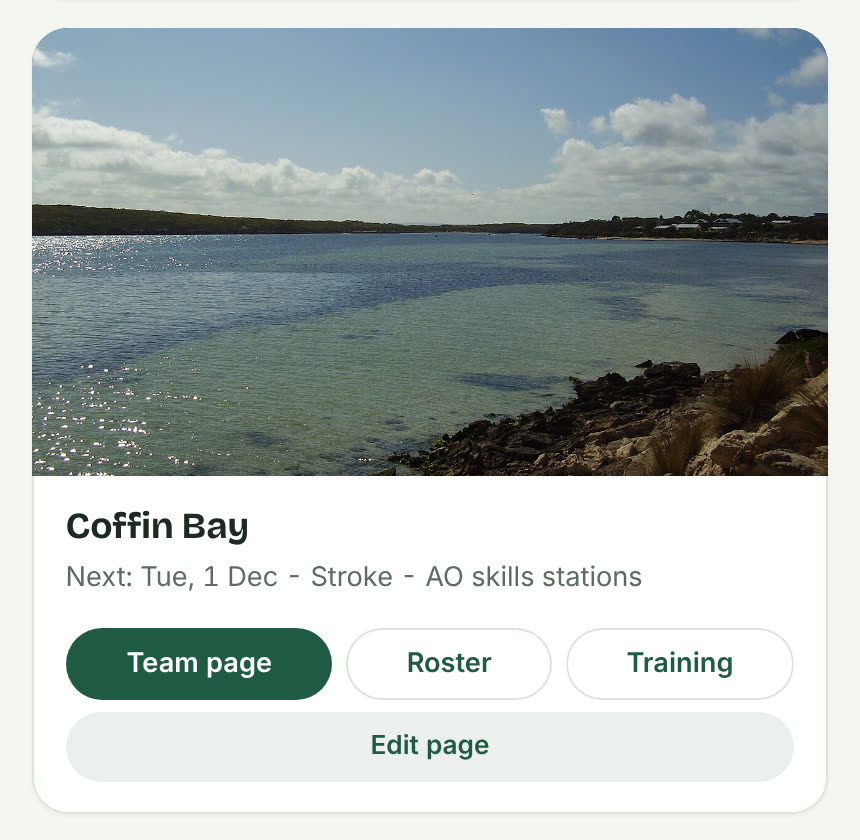 Coffin Bay
Next: Tue, 1 Dec - Stroke - AO skills stations
Team page
Roster
Training
Edit page